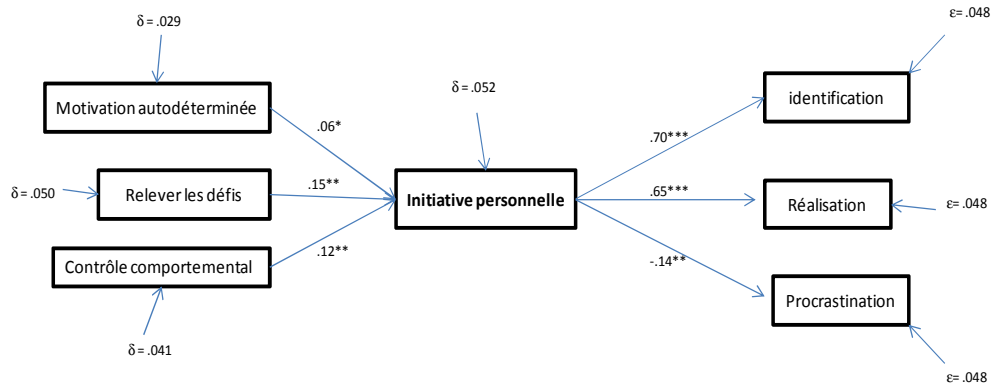 δ = .029
ε= .048
Motivation autodéterminée
δ = .052
identification
.06*
.70***
δ = .050
Relever les défis
.15**
Initiative personnelle
.65***
Réalisation
ε= .048
.12**
Contrôle comportemental
-.14**
Procrastination
δ = .041
ε= .048